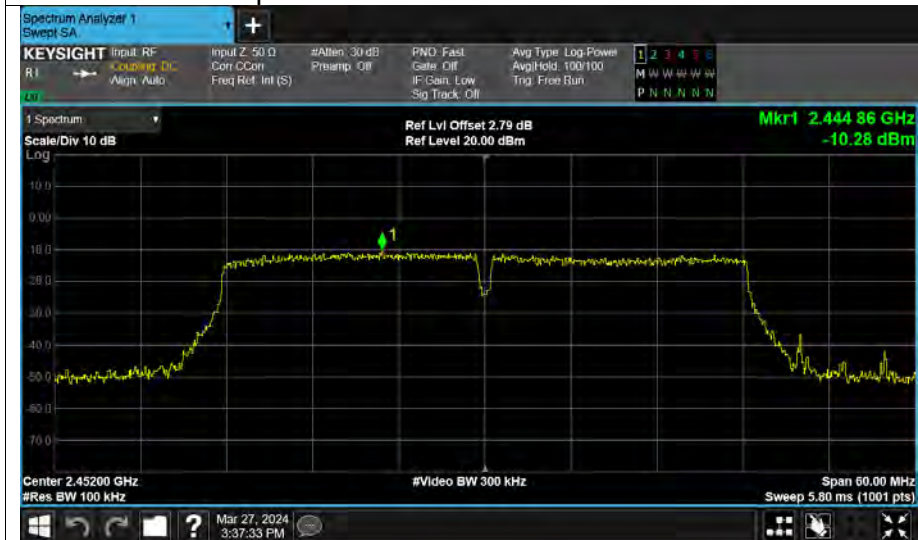 Spectrum Analyzer 1
Swept SA
KEYSIGHT Input: RF
Coupling: DC
Align: Auto
Input Z: 50 Ω
Corr CCorr
Freq Ref: Int (S)
#Atten: 30 dB
Preamp: Off
PNO: Fast
Gate: Off
IF Gain: Low
Sig Track: Off
Avg Type: Log-Power
Avg|Hold: 100/100
Trig: Free Run
1 2 3 4 5 6
M W W W W W
P N N N N N
1 Spectrum
Scale/Div 10 dB
Log
Ref Lvl Offset 2.79 dB
Ref Level 20.00 dBm
Mkr1 2.444 86 GHz
-10.28 dBm
10.0
0.00
-10.0
-20.0
-30.0
-40.0
-50.0
-60.0
-70.0
1
Center 2.45200 GHz
#Res BW 100 kHz
#Video BW 300 kHz
Span 60.00 MHz
Sweep 5.80 ms (1001 pts)
?
Mar 27, 2024
3:37:33 PM